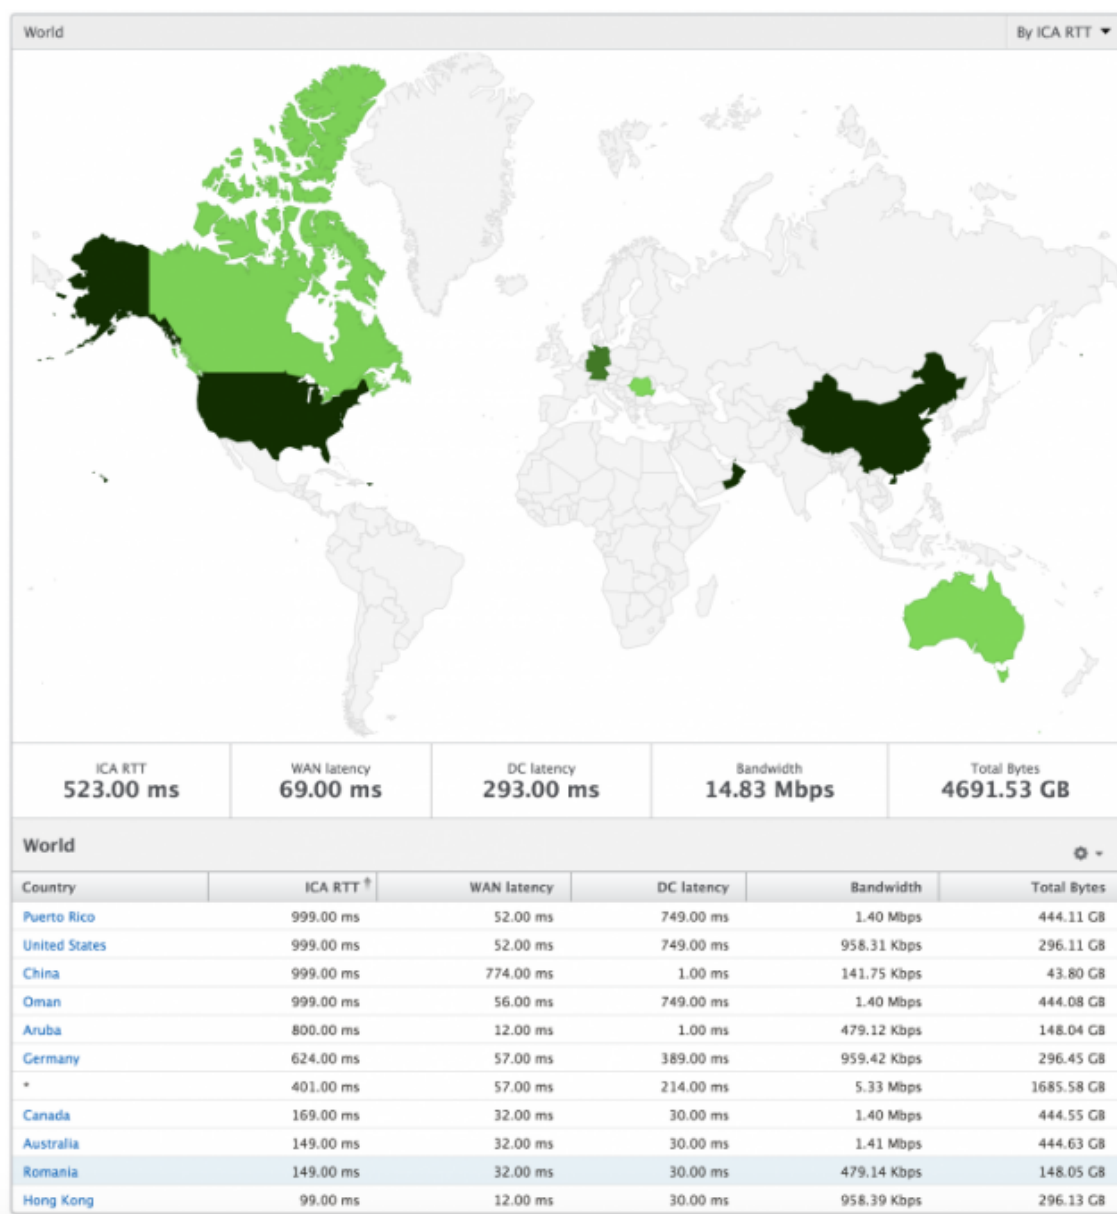 World By ICA RTT
ICA RTT WAN latency DC latency Bandwidth Total Bytes
523.00 ms 69.00 ms 293.00 ms 14.83 Mbps 4691.53 GB
World
Country ICA RTT WAN latency DC latency Bandwidth Total Bytes
Puerto Rico 999.00 ms 52.00 ms 749.00 ms 1.40 Mbps 444.11 GB
United States 999.00 ms 52.00 ms 749.00 ms 958.31 Kbps 296.11 GB
China 999.00 ms 774.00 ms 1.00 ms 141.75 Kbps 43.80 GB
Oman 999.00 ms 56.00 ms 749.00 ms 1.40 Mbps 444.08 GB
Aruba 800.00 ms 12.00 ms 1.00 ms 479.12 Kbps 148.04 GB
Germany 624.00 ms 57.00 ms 389.00 ms 959.42 Kbps 296.45 GB
* 401.00 ms 57.00 ms 214.00 ms 5.33 Mbps 1685.58 GB
Canada 169.00 ms 32.00 ms 30.00 ms 1.40 Mbps 444.55 GB
Australia 149.00 ms 32.00 ms 30.00 ms 1.41 Mbps 444.63 GB
Romania 149.00 ms 32.00 ms 30.00 ms 479.14 Kbps 148.05 GB
Hong Kong 99.00 ms 12.00 ms 30.00 ms 958.39 Kbps 296.13 GB